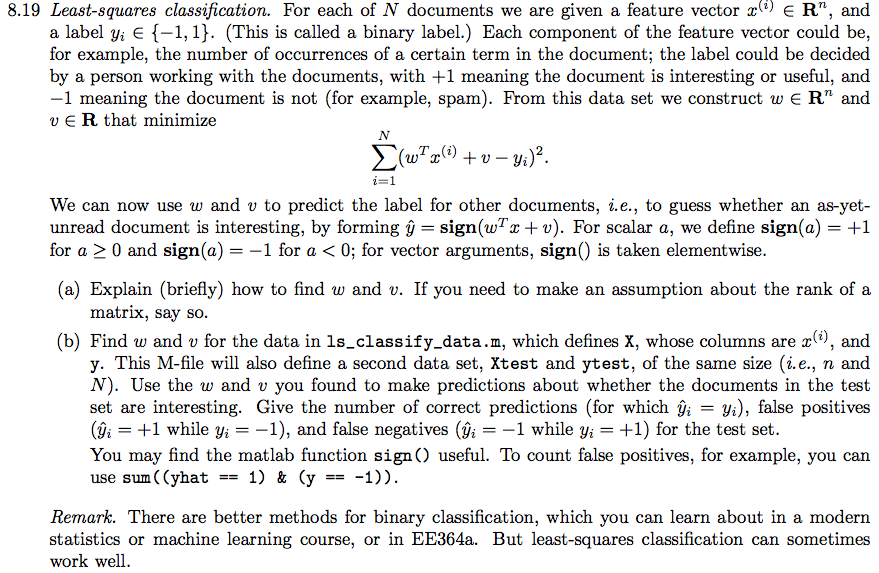 8.19 Least-squares classification. For each of N documents we are given a feature vector x^(i) ∈ R^n, and
a label y_i ∈ {−1, 1}. (This is called a binary label.) Each component of the feature vector could be,
for example, the number of occurrences of a certain term in the document; the label could be decided
by a person working with the documents, with +1 meaning the document is interesting or useful, and
−1 meaning the document is not (for example, spam). From this data set we construct w ∈ R^n and
v ∈ R that minimize
∑_{i=1}^{N} (w^T x^(i) + v − y_i)^2.
We can now use w and v to predict the label for other documents, i.e., to guess whether an as-yet-
unread document is interesting, by forming ŷ = sign(w^T x + v). For scalar a, we define sign(a) = +1
for a ≥ 0 and sign(a) = −1 for a < 0; for vector arguments, sign() is taken elementwise.
(a) Explain (briefly) how to find w and v. If you need to make an assumption about the rank of a
matrix, say so.
(b) Find w and v for the data in ls_classify_data.m, which defines X, whose columns are x^(i), and
y. This M-file will also define a second data set, Xtest and ytest, of the same size (i.e., n and
N). Use the w and v you found to make predictions about whether the documents in the test
set are interesting. Give the number of correct predictions (for which ŷ_i = y_i), false positives
(ŷ_i = +1 while y_i = −1), and false negatives (ŷ_i = −1 while y_i = +1) for the test set.
You may find the matlab function sign() useful. To count false positives, for example, you can
use sum((yhat == 1) & (y == -1)).
Remark. There are better methods for binary classification, which you can learn about in a modern
statistics or machine learning course, or in EE364a. But least-squares classification can sometimes
work well.